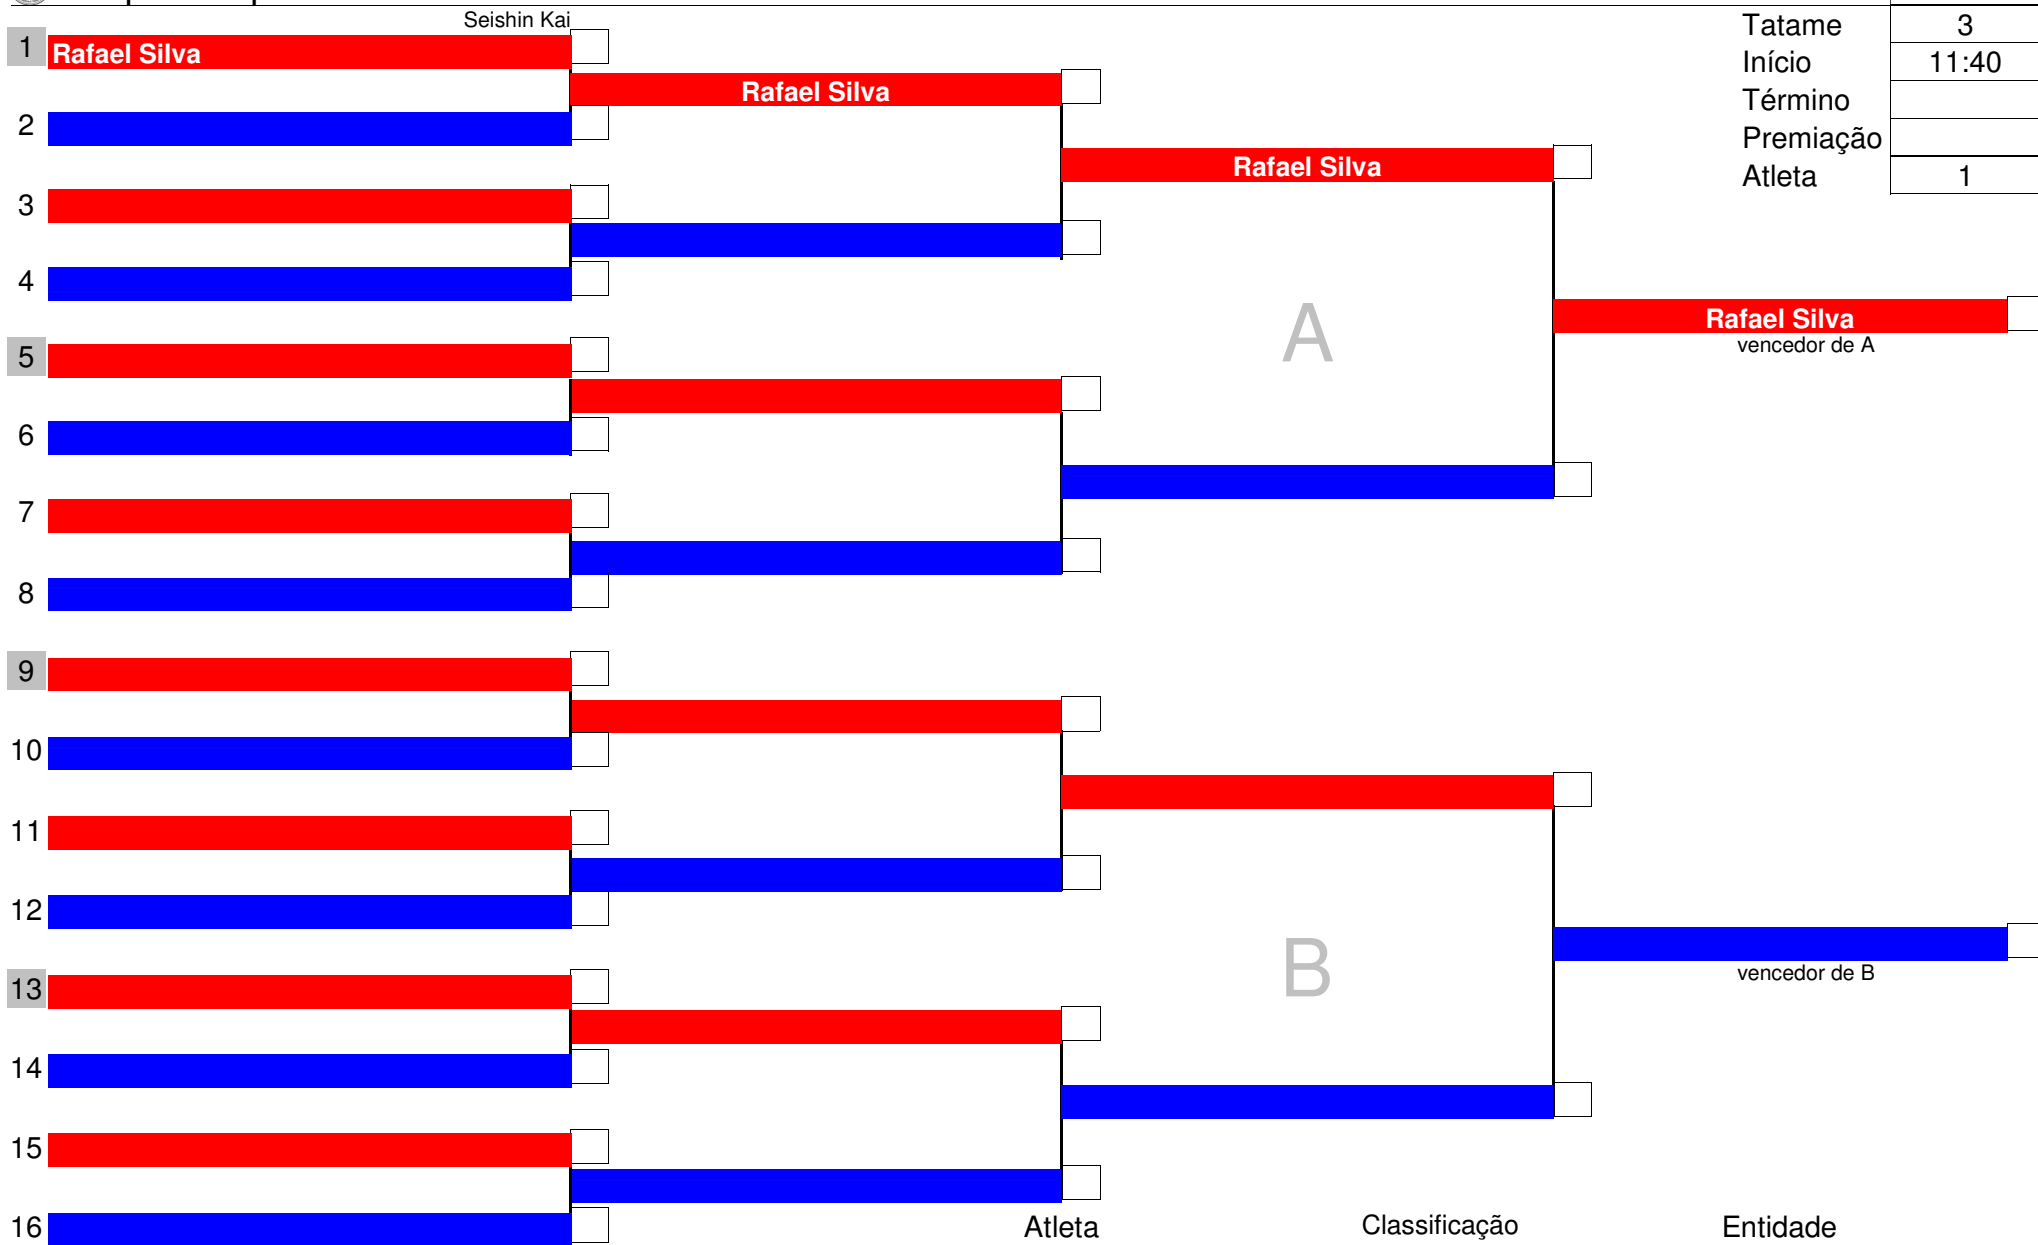 Seishin Kai
Tatame 3
1 Rafael Silva
Início 11:40
Rafael Silva
Término
2
Premiação
Rafael Silva
Atleta 1
3
4
A
Rafael Silva
vencedor de A
5
6
7
8
9
10
11
12
B
vencedor de B
13
14
15
16
Atleta Classificação Entidade